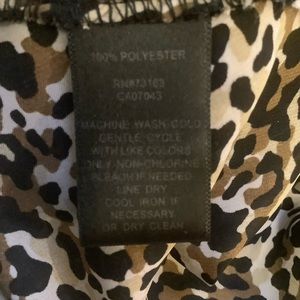 100% POLYESTER
RN#73163
CA07043
MACHINE WASH COLD
GENTLE CYCLE
WITH LIKE COLORS
ONLY NON-CHLORINE
BLEACH IF NEEDED
LINE DRY
COOL IRON IF
NECESSARY
OR DRY CLEAN